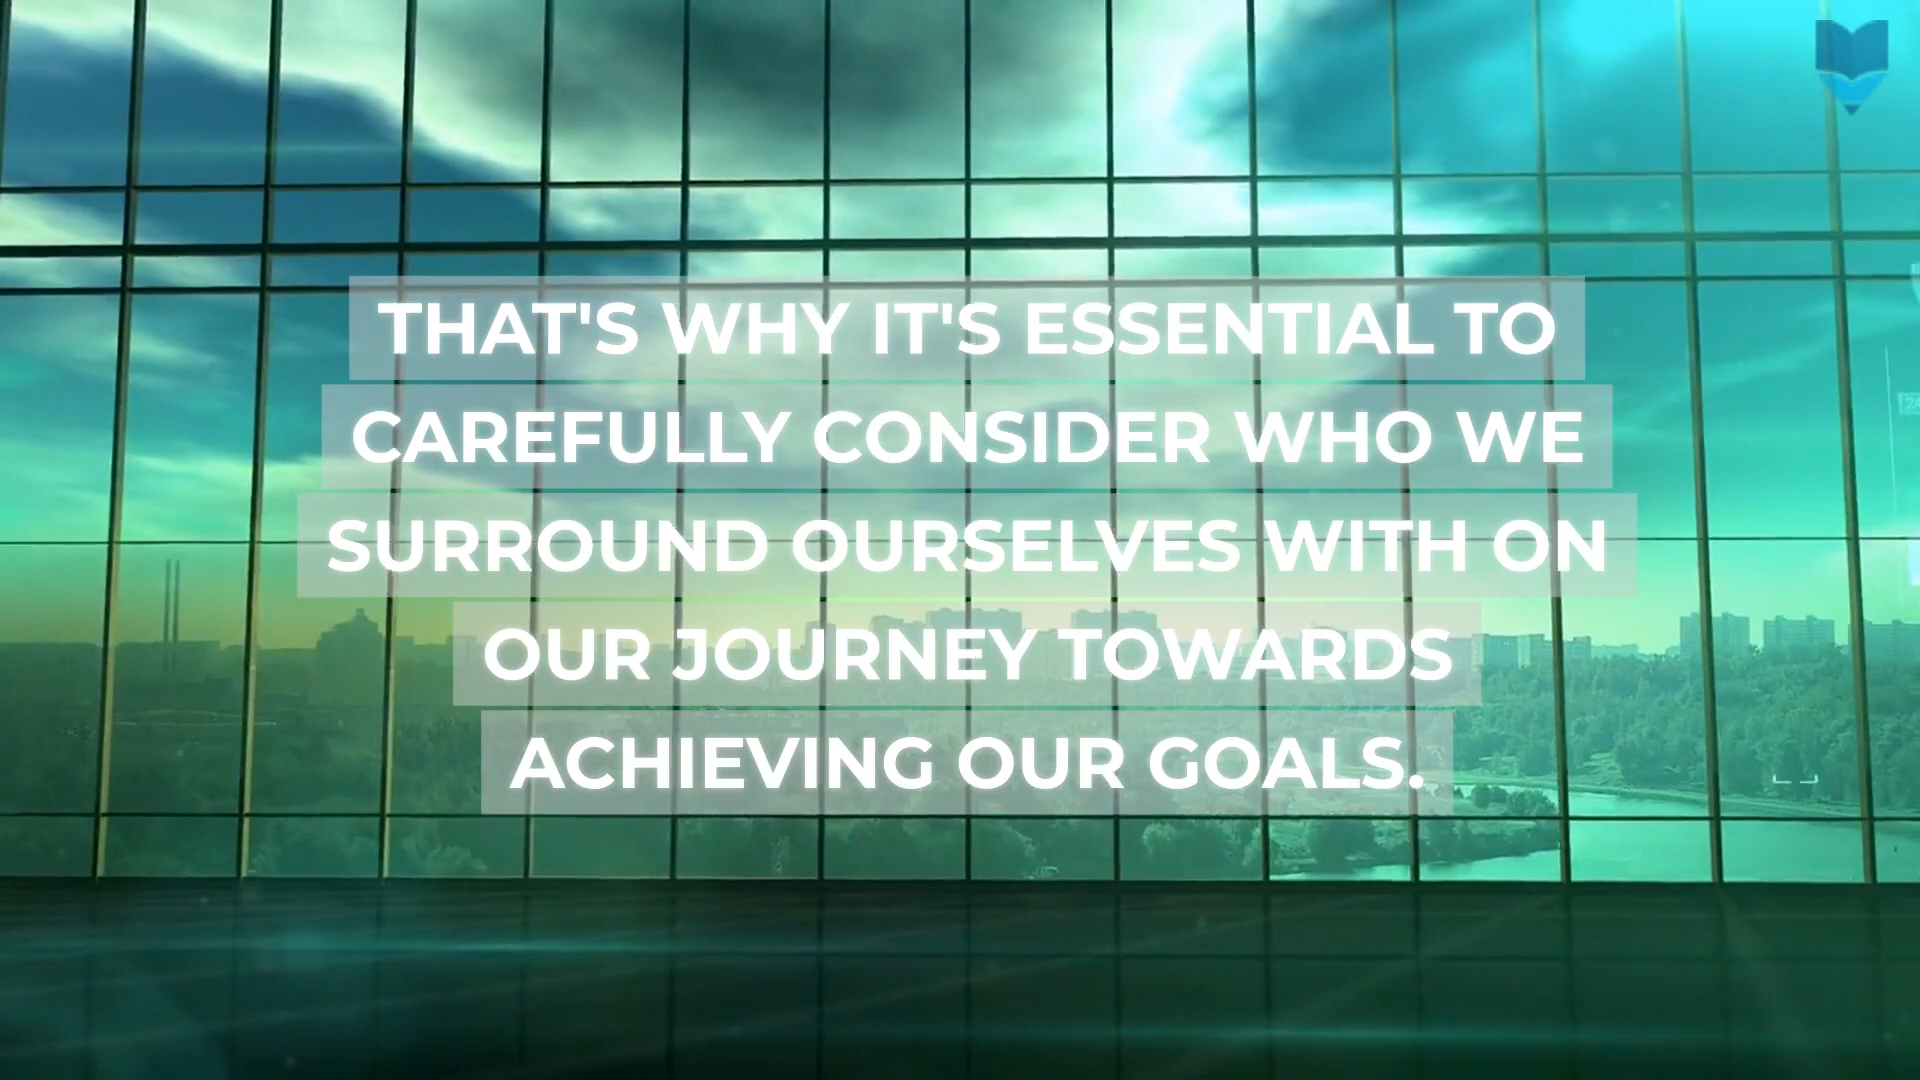 THAT'S WHY IT'S ESSENTIAL TO
CAREFULLY CONSIDER WHO WE
SURROUND OURSELVES WITH ON
OUR JOURNEY TOWARDS
ACHIEVING OUR GOALS.